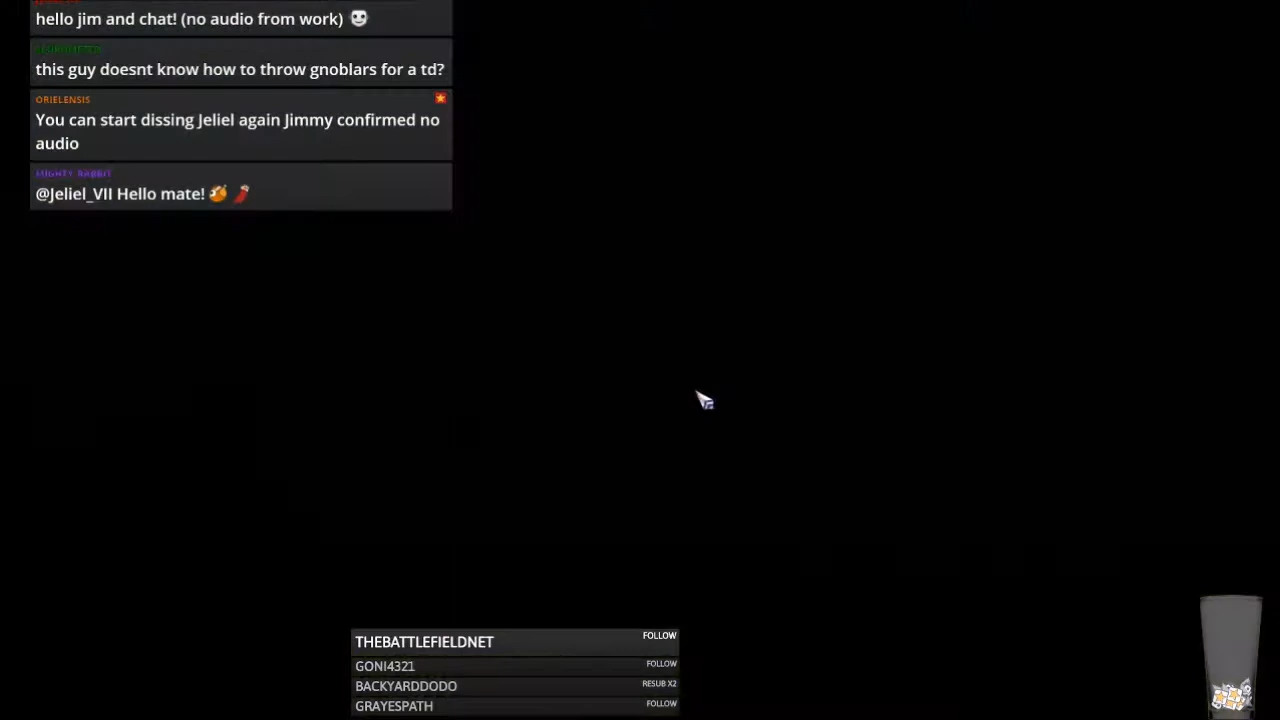 hello jim and chat! (no audio from work)
this guy doesnt know how to throw gnoblars for a td?
ORIELENSIS
You can start dissing Jeliel again Jimmy confirmed no
audio
MIGHTY RABBIT
@Jeliel_VII Hello mate!
THEBATTLEFIELDNET FOLLOW
GONI4321 FOLLOW
BACKYARDDODO RESUB X2
GRAYESPATH FOLLOW